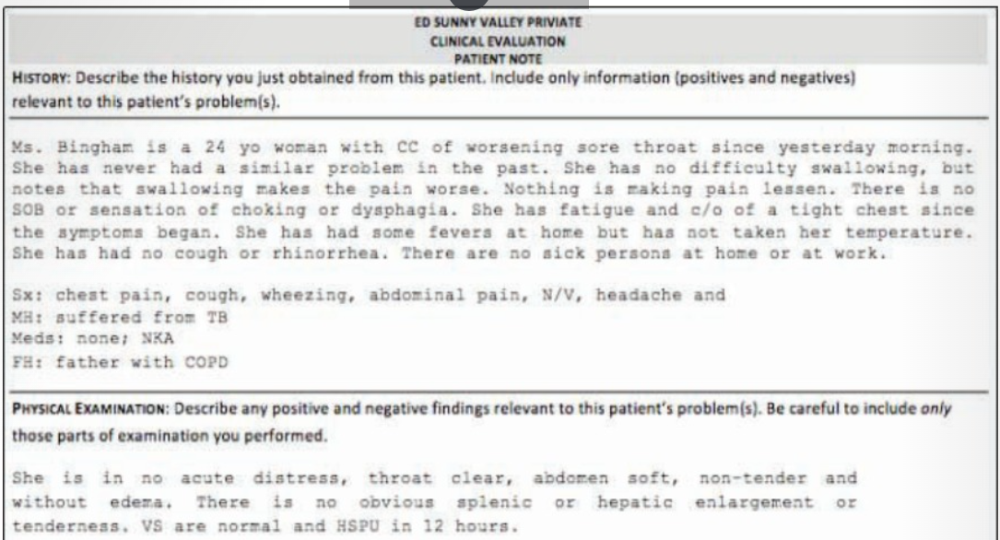 ED SUNNY VALLEY PRIVIATE
CLINICAL EVALUATION
PATIENT NOTE
HISTORY: Describe the history you just obtained from this patient. Include only information (positives and negatives)
relevant to this patient's problem(s).
Ms. Bingham is a 24 yo woman with CC of worsening sore throat since yesterday morning.
She has never had a similar problem in the past. She has no difficulty swallowing, but
notes that swallowing makes the pain worse. Nothing is making pain lessen. There is no
SOB or sensation of choking or dysphagia. She has fatigue and c/o of a tight chest since
the symptoms began. She has had some fevers at home but has not taken her temperature.
She has had no cough or rhinorrhea. There are no sick persons at home or at work.
Sx: chest pain, cough, wheezing, abdominal pain, N/V, headache and
MH: suffered from TB
Meds: none; NKA
FH: father with COPD
PHYSICAL EXAMINATION: Describe any positive and negative findings relevant to this patient's problem(s). Be careful to include only
those parts of examination you performed.
She is in no acute distress, throat clear, abdomen soft, non-tender and
without edema. There is no obvious splenic or hepatic enlargement or
tenderness. VS are normal and HSPU in 12 hours.